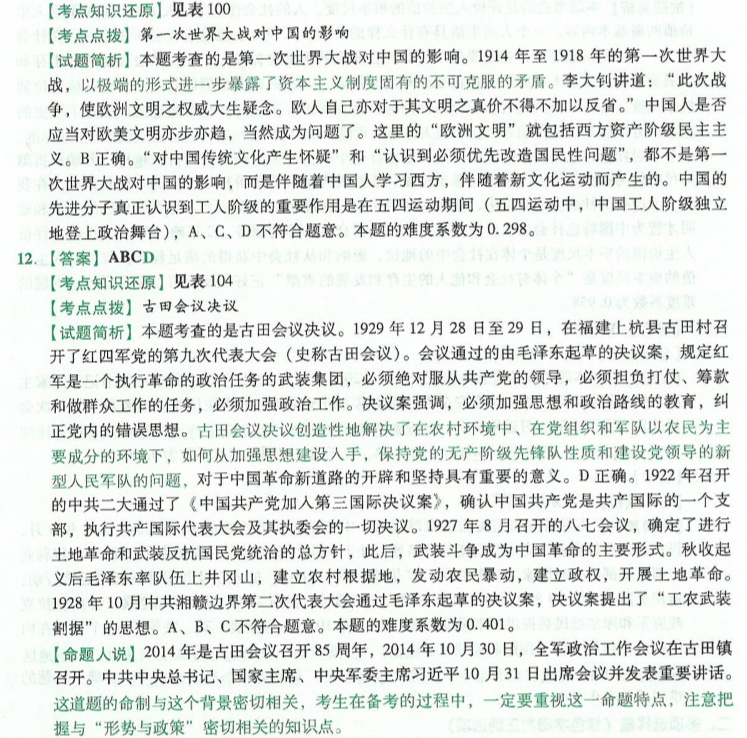 【考点知识还原】见表 100
【考点点拨】第一次世界大战对中国的影响
【试题简析】本题考查的是第一次世界大战对中国的影响。1914 年至 1918 年的第一次世界大
战，以极端的形式进一步暴露了资本主义制度固有的不可克服的矛盾。李大钊讲道：“此次战
争，使欧洲文明之权威大生疑念。欧人自己亦对于其文明之真价不得不加以反省。”中国人是否
应当对欧美文明亦步亦趋，当然成为问题了。这里的“欧洲文明”就包括西方资产阶级民主主
义。B 正确。“对中国传统文化产生怀疑”和“认识到必须优先改造国民性问题”，都不是第一
次世界大战对中国的影响，而是伴随着中国人学习西方，伴随着新文化运动而产生的。中国的
先进分子真正认识到工人阶级的重要作用是在五四运动期间（五四运动中，中国工人阶级独立
地登上政治舞台），A、C、D 不符合题意。本题的难度系数为 0.298。
12.【答案】ABCD
【考点知识还原】见表 104
【考点点拨】古田会议决议
【试题简析】本题考查的是古田会议决议。1929 年 12 月 28 日至 29 日，在福建上杭县古田村召
开了红四军党的第九次代表大会（史称古田会议）。会议通过的由毛泽东起草的决议案，规定红
军是一个执行革命的政治任务的武装集团，必须绝对服从共产党的领导，必须担负打仗、筹款
和做群众工作的任务，必须加强政治工作。决议案强调，必须加强思想和政治路线的教育，纠
正党内的错误思想。古田会议决议创造性地解决了在农村环境中、在党组织和军队以农民为主
要成分的环境下，如何从加强思想建设入手，保持党的无产阶级先锋队性质和建设党领导的新
型人民军队的问题，对于中国革命新道路的开辟和坚持具有重要的意义。D 正确。1922 年召开
的中共二大通过了《中国共产党加入第三国际决议案》，确认中国共产党是共产国际的一个支
部，执行共产国际代表大会及其执委会的一切决议。1927 年 8 月召开的八七会议，确定了进行
土地革命和武装反抗国民党统治的总方针，此后，武装斗争成为中国革命的主要形式。秋收起
义后毛泽东率队伍上井冈山，建立农村根据地，发动农民暴动，建立政权，开展土地革命。
1928 年 10 月中共湘赣边界第二次代表大会通过毛泽东起草的决议案，决议案提出了“工农武装
割据”的思想。A、B、C 不符合题意。本题的难度系数为 0.401。
【命题人说】2014 年是古田会议召开 85 周年，2014 年 10 月 30 日，全军政治工作会议在古田镇
召开。中共中央总书记、国家主席、中央军委主席习近平 10 月 31 日出席会议并发表重要讲话。
这道题的命制与这个背景密切相关，考生在备考的过程中，一定要重视这一命题特点，注意把
握与“形势与政策”密切相关的知识点。